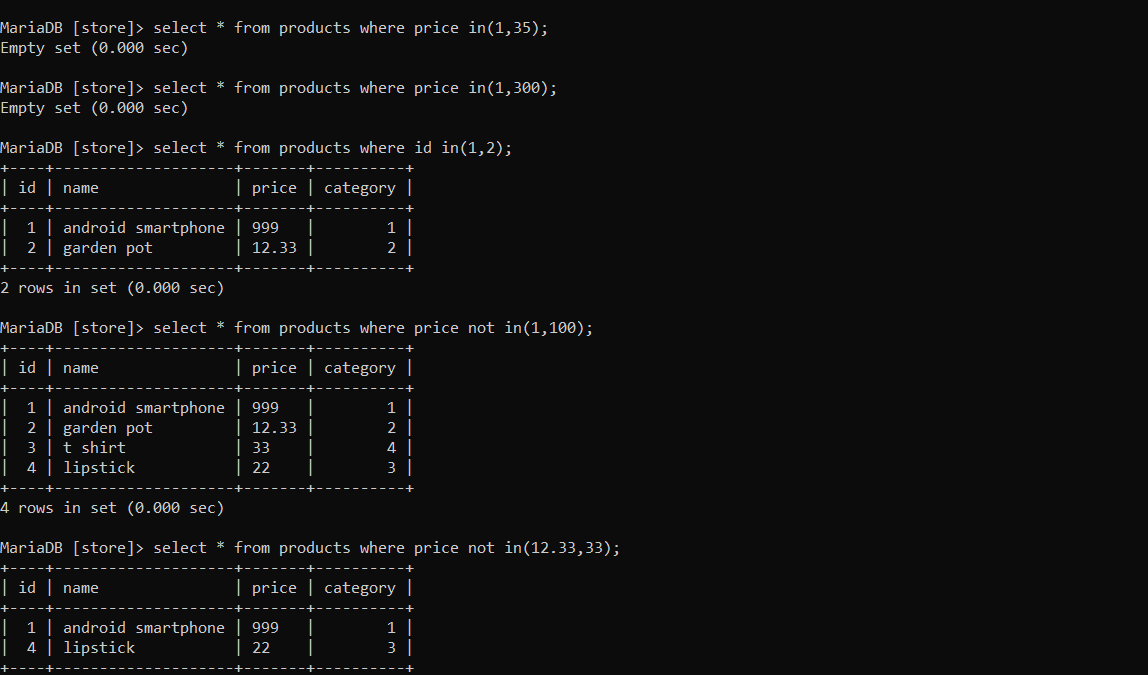 MariaDB [store]> select * from products where price in(1,35);
Empty set (0.000 sec)
MariaDB [store]> select * from products where price in(1,300);
Empty set (0.000 sec)
MariaDB [store]> select * from products where id in(1,2);
+----+--------------------+-------+----------+
| id | name               | price | category |
+----+--------------------+-------+----------+
|  1 | android smartphone | 999   |        1 |
|  2 | garden pot         | 12.33 |        2 |
+----+--------------------+-------+----------+
2 rows in set (0.000 sec)
MariaDB [store]> select * from products where price not in(1,100);
+----+--------------------+-------+----------+
| id | name               | price | category |
+----+--------------------+-------+----------+
|  1 | android smartphone | 999   |        1 |
|  2 | garden pot         | 12.33 |        2 |
|  3 | t shirt            | 33    |        4 |
|  4 | lipstick           | 22    |        3 |
+----+--------------------+-------+----------+
4 rows in set (0.000 sec)
MariaDB [store]> select * from products where price not in(12.33,33);
+----+--------------------+-------+----------+
| id | name               | price | category |
+----+--------------------+-------+----------+
|  1 | android smartphone | 999   |        1 |
|  4 | lipstick           | 22    |        3 |
+----+--------------------+-------+----------+